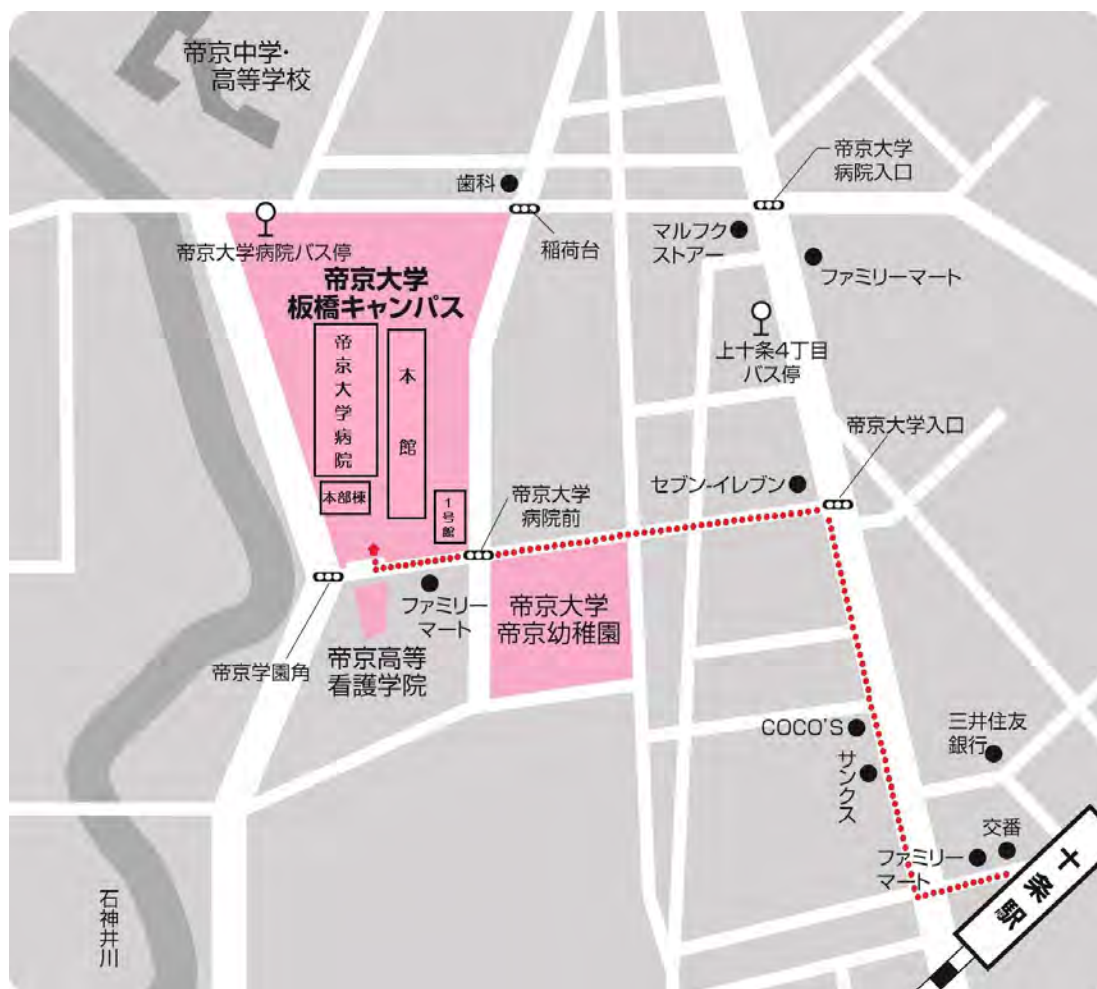 帝京中学・
高等学校
歯科
帝京大学
病院入口
帝京大学病院バス停
稲荷台
マルフク
ストアー
ファミリーマート
帝京大学
板橋キャンパス
帝京大学病院
本館
上十条4丁目
バス停
帝京大学入口
本部棟
1号館
帝京大学
病院前
セブン-イレブン
ファミリー
マート
帝京大学
帝京幼稚園
帝京学園角
帝京高等
看護学院
COCO'S
サンクス
三井住友
銀行
交番
ファミリー
マート
十条駅
石神井川